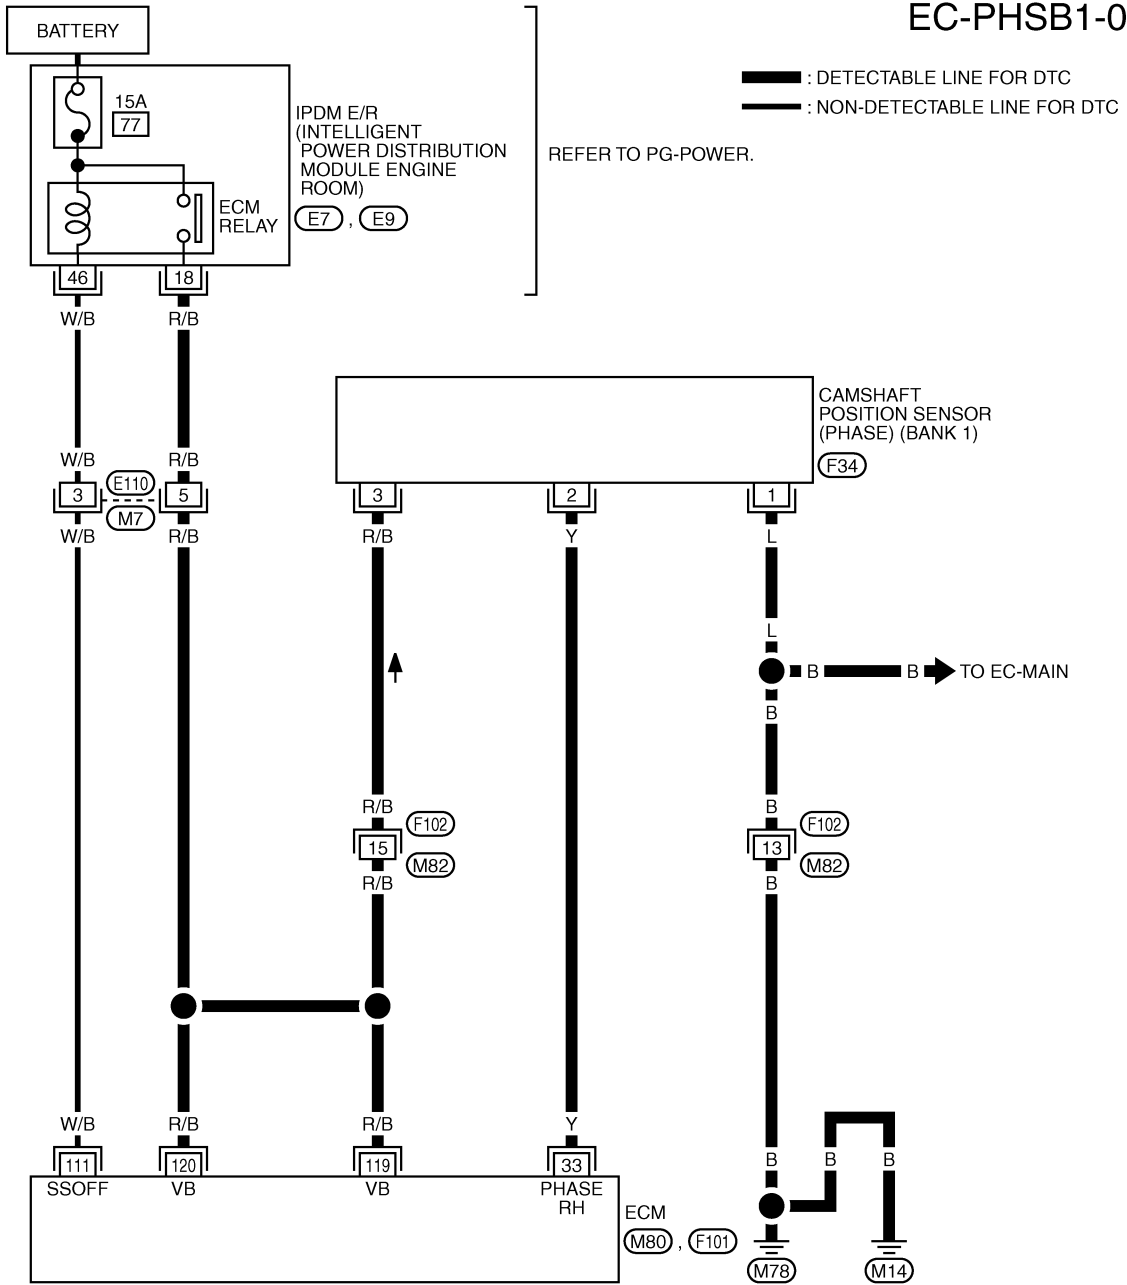 EC-PHSB1-0
BATTERY
: DETECTABLE LINE FOR DTC
: NON-DETECTABLE LINE FOR DTC
15A
77
IPDM E/R
(INTELLIGENT
POWER DISTRIBUTION
MODULE ENGINE
ROOM)
E7 , E9
REFER TO PG-POWER.
ECM
RELAY
46 18
W/B R/B
CAMSHAFT
POSITION SENSOR
(PHASE) (BANK 1)
F34
W/B R/B
3 E110 5 3 2 1
M7
W/B R/B R/B Y L
L
B B TO EC-MAIN
B
R/B B
F102 F102
15 13
M82 M82
R/B B
W/B R/B R/B Y
B B B
111 120 119 33
SSOFF VB VB PHASE
RH
ECM
M80 , F101
M78 M14